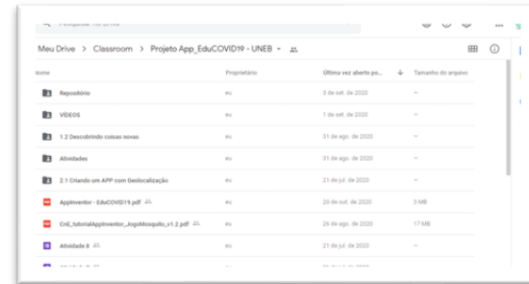 Meu Drive > Classroom > Projeto App_EduCOVID19 - UNEB
Nome Proprietário Última vez aberto po... Tamanho do arquivo
Repositório eu 3 de set. de 2020 –
VÍDEOS eu 1 de set. de 2020 –
1.2 Descobrindo coisas novas eu 31 de ago. de 2020 –
Atividades eu 31 de ago. de 2020 –
2.1 Criando um APP com Geolocalização eu 21 de jul. de 2020 –
AppInventor - EduCOVID19.pdf eu 20 de out. de 2020 3 MB
CnE_tutorialAppInventor_JogoMosquito_v1.2.pdf eu 26 de ago. de 2020 17 MB
Atividade 8 eu 21 de jul. de 2020 –